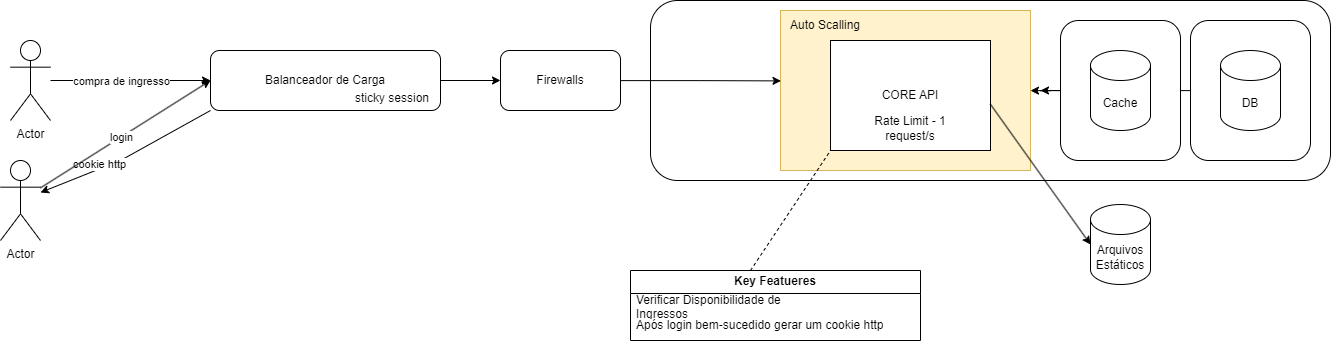 Auto Scalling
compra de ingresso
Balanceador de Carga
sticky session
Firewalls
CORE API
Rate Limit - 1
request/s
Cache
DB
Actor
login
cookie http
Actor
Arquivos
Estáticos
Key Featueres
Verificar Disponibilidade de
Ingressos
Após login bem-sucedido gerar um cookie http